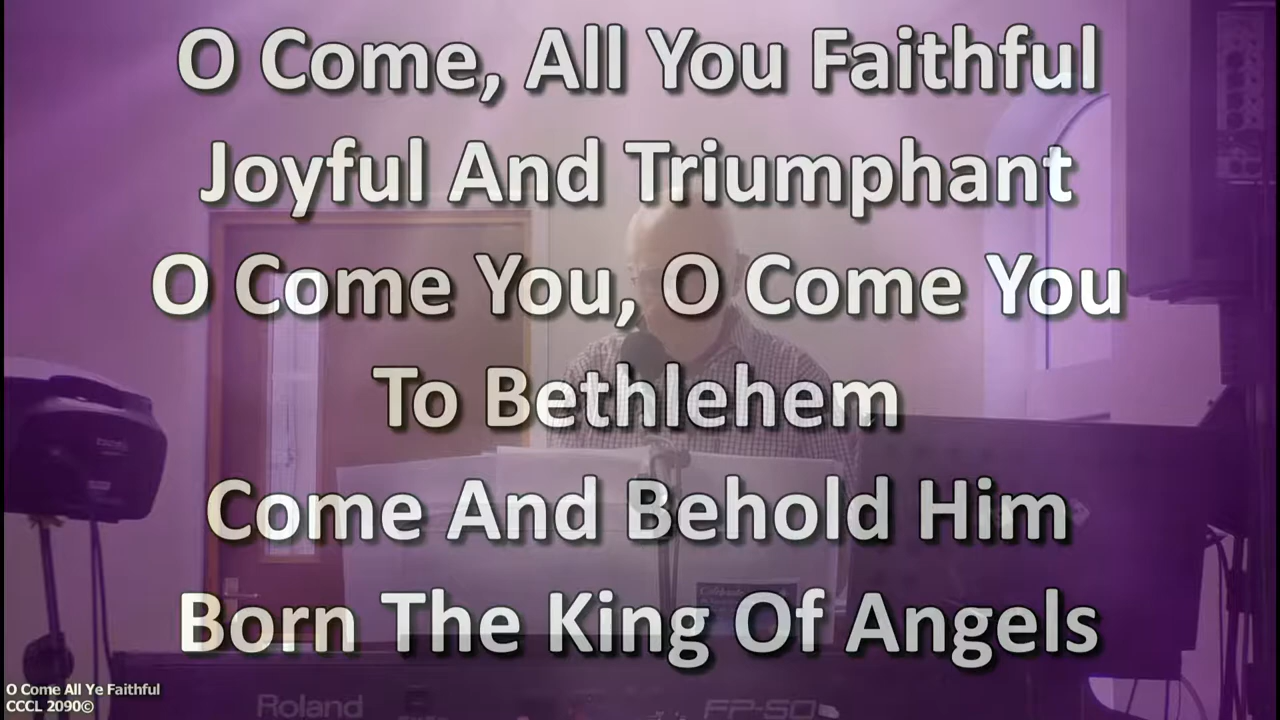 O Come, All You Faithful
Joyful And Triumphant
O Come You, O Come You
To Bethlehem
Come And Behold Him
Born The King Of Angels
O Come All Ye Faithful
CCCL 2090©
Roland
FP-50